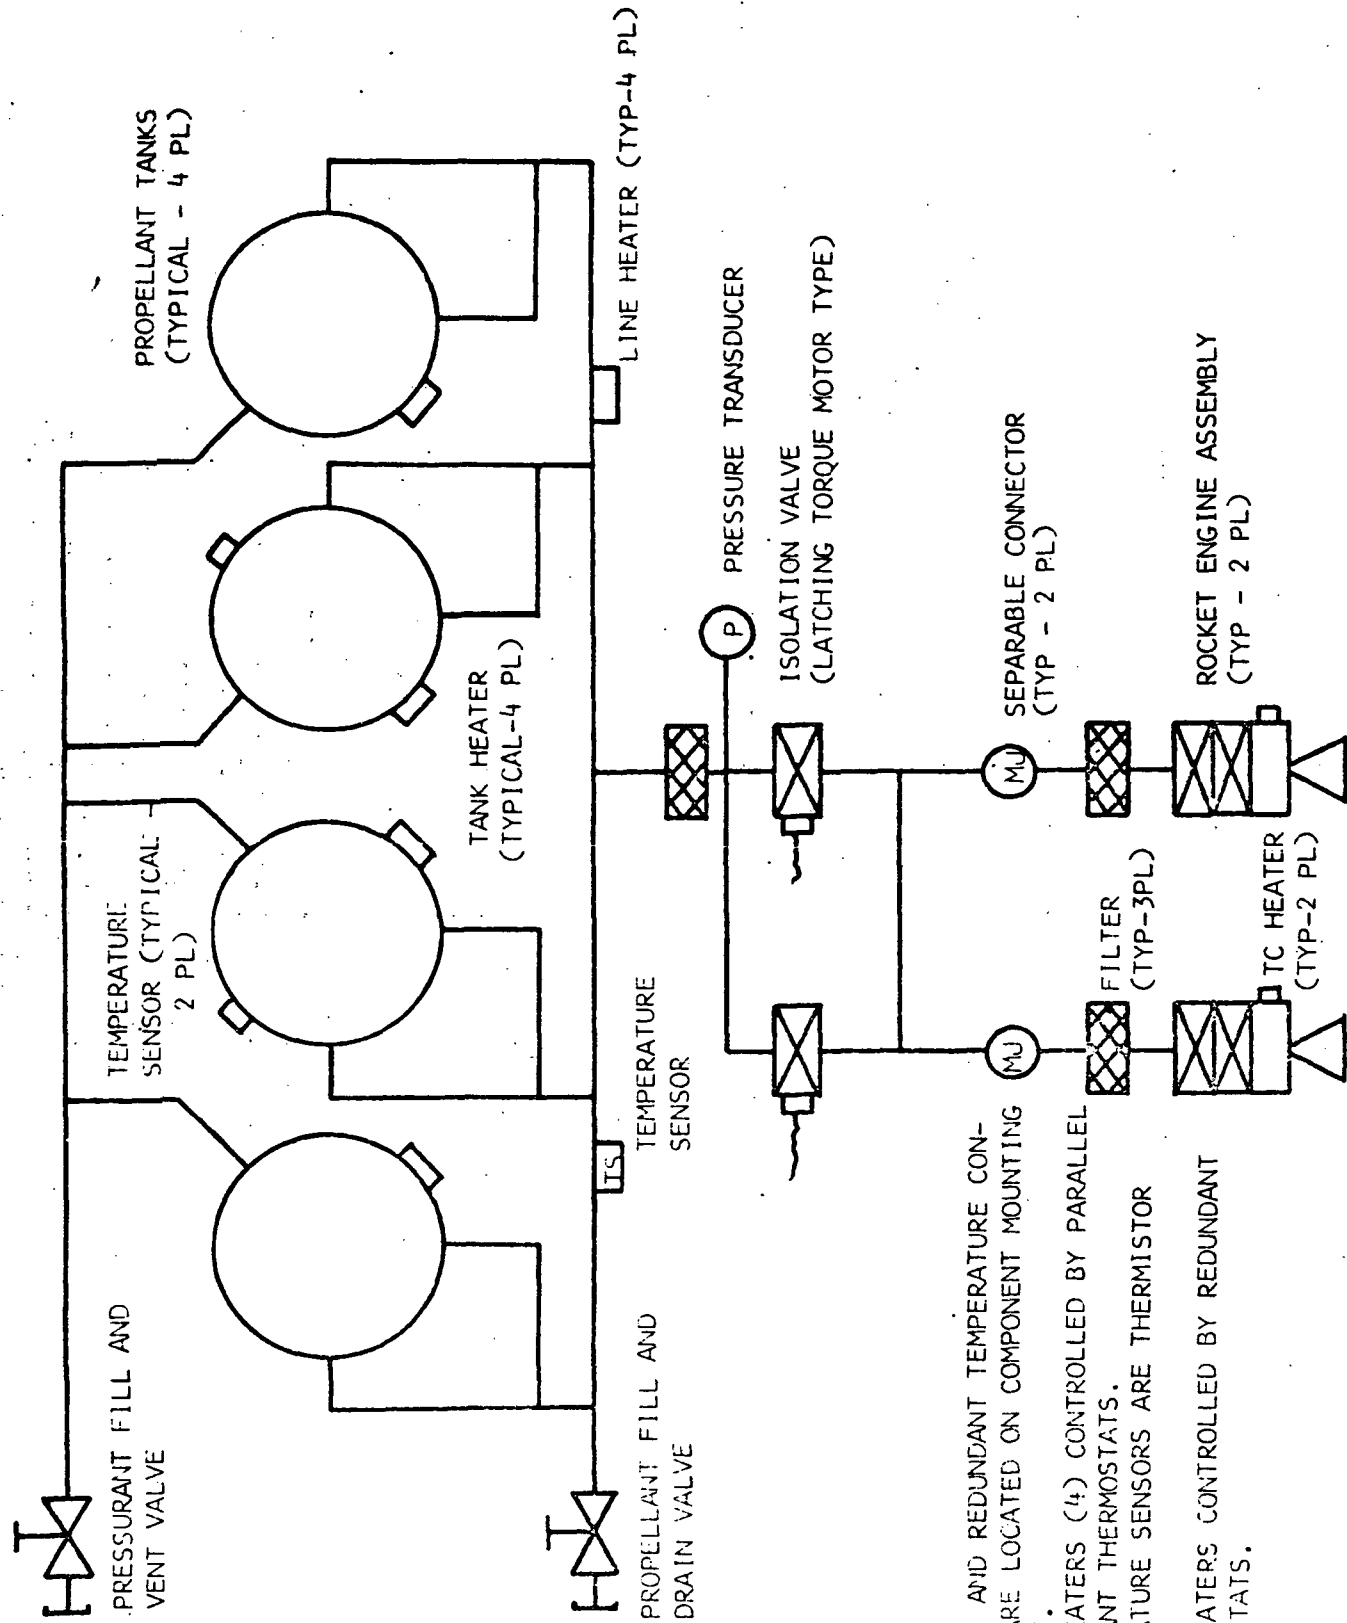 PRESSURANT FILL AND
VENT VALVE
TEMPERATURE
SENSOR (TYPICAL -
2 PL)
PROPELLANT TANKS
(TYPICAL - 4 PL)
TANK HEATER
(TYPICAL-4 PL)
PROPELLANT FILL AND
DRAIN VALVE
TS
TEMPERATURE
SENSOR
LINE HEATER (TYP-4 PL)
P
PRESSURE TRANSDUCER
ISOLATION VALVE
(LATCHING TORQUE MOTOR TYPE)
MJ
MJ
SEPARABLE CONNECTOR
(TYP - 2 PL)
FILTER
(TYP-3PL)
ROCKET ENGINE ASSEMBLY
(TYP - 2 PL)
TC HEATER
(TYP-2 PL)
AND REDUNDANT TEMPERATURE CON-
RE LOCATED ON COMPONENT MOUNTING
.
ATERS (4) CONTROLLED BY PARALLEL
NT THERMOSTATS.
TURE SENSORS ARE THERMISTOR
ATERS CONTROLLED BY REDUNDANT
TATS.